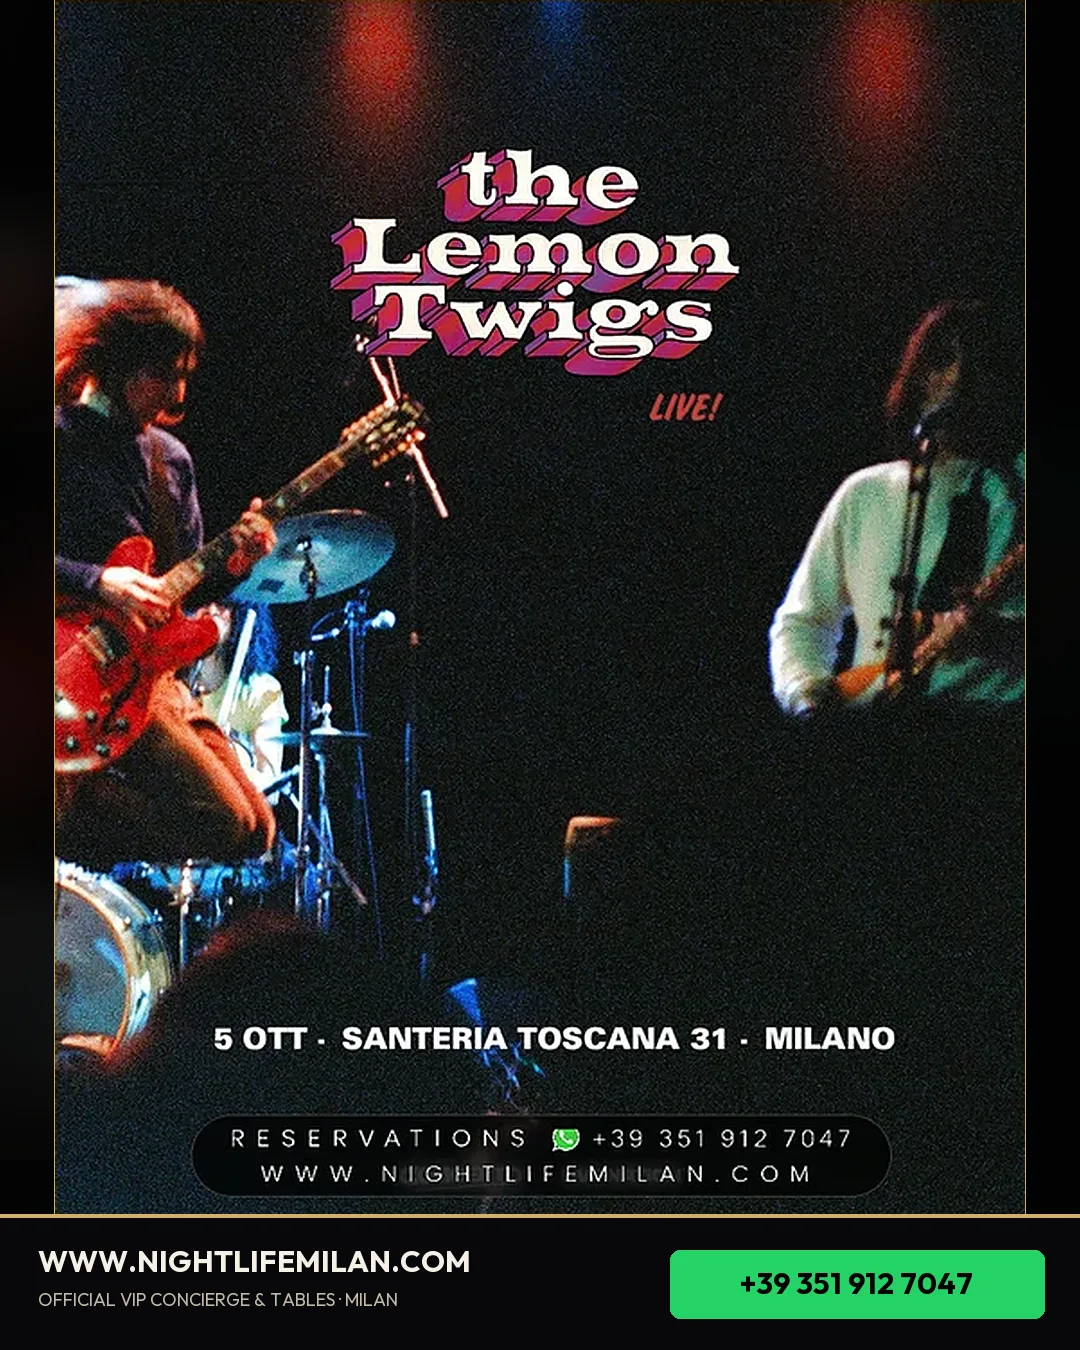 the
Lemon
Twigs
LIVE!
5 OTT · SANTERIA TOSCANA 31 · MILANO
RESERVATIONS +39 351 912 7047
WWW.NIGHTLIFEMILAN.COM
WWW.NIGHTLIFEMILAN.COM
+39 351 912 7047
OFFICIAL VIP CONCIERGE & TABLES · MILAN